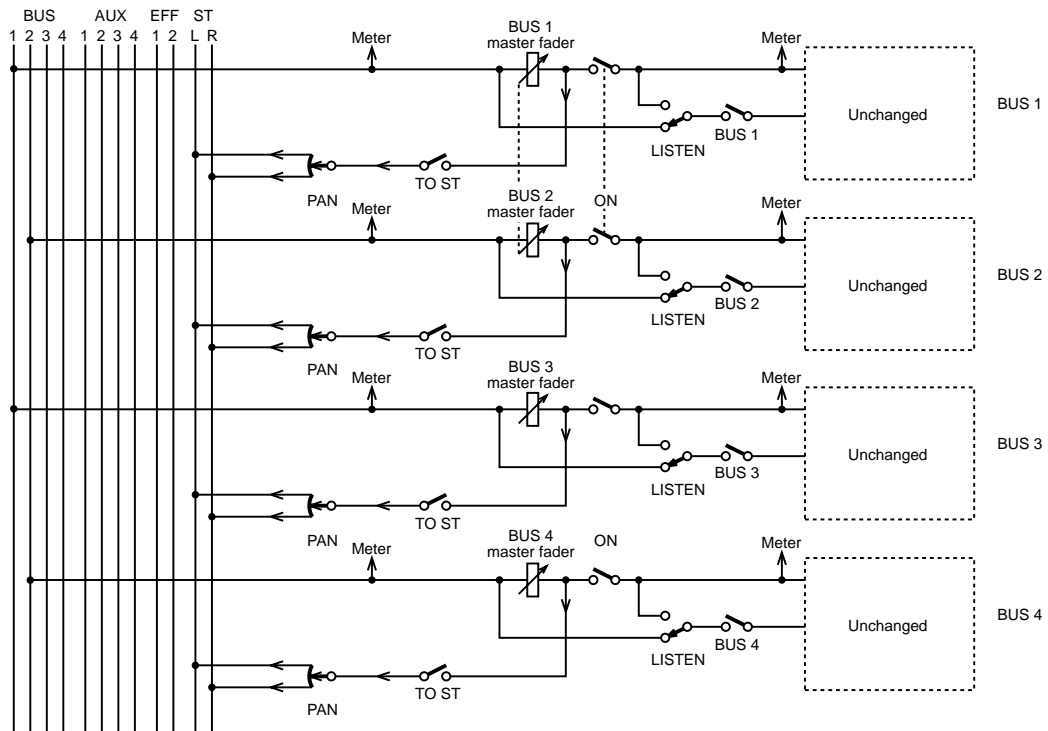 BUS AUX EFF ST
1 2 3 4 1 2 3 4 1 2 L R
Meter
BUS 1
master fader
Meter
Unchanged
BUS 1
BUS 1
LISTEN
TO ST
PAN
Meter
BUS 2
master fader
ON
Meter
Unchanged
BUS 2
BUS 2
LISTEN
TO ST
PAN
Meter
BUS 3
master fader
Meter
Unchanged
BUS 3
BUS 3
LISTEN
TO ST
PAN
Meter
BUS 4
master fader
ON
Meter
Unchanged
BUS 4
BUS 4
LISTEN
TO ST
PAN